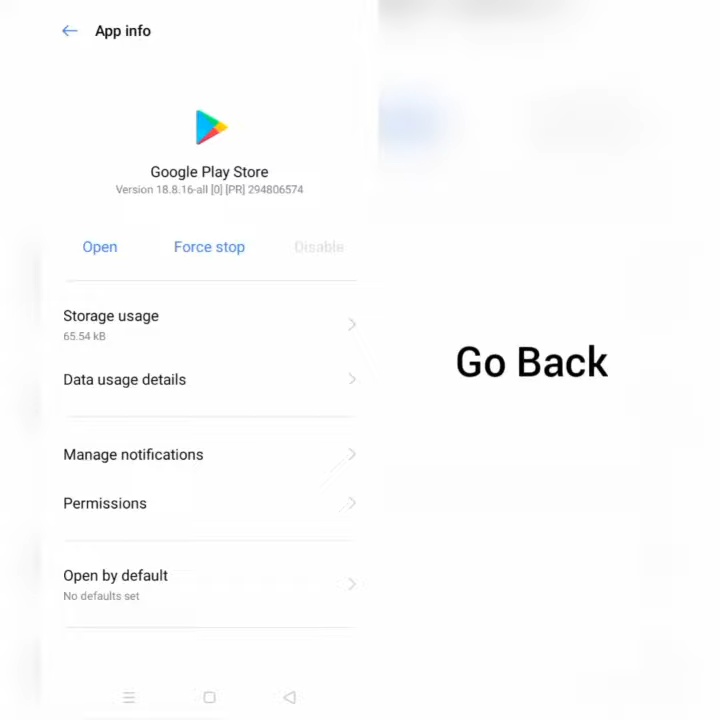 App info
Google Play Store
Version 18.8.16-all [0] [PR] 294806574
Open
Force stop
Disable
Storage usage
65.54 kB
Data usage details
Manage notifications
Permissions
Open by default
No defaults set
Go Back